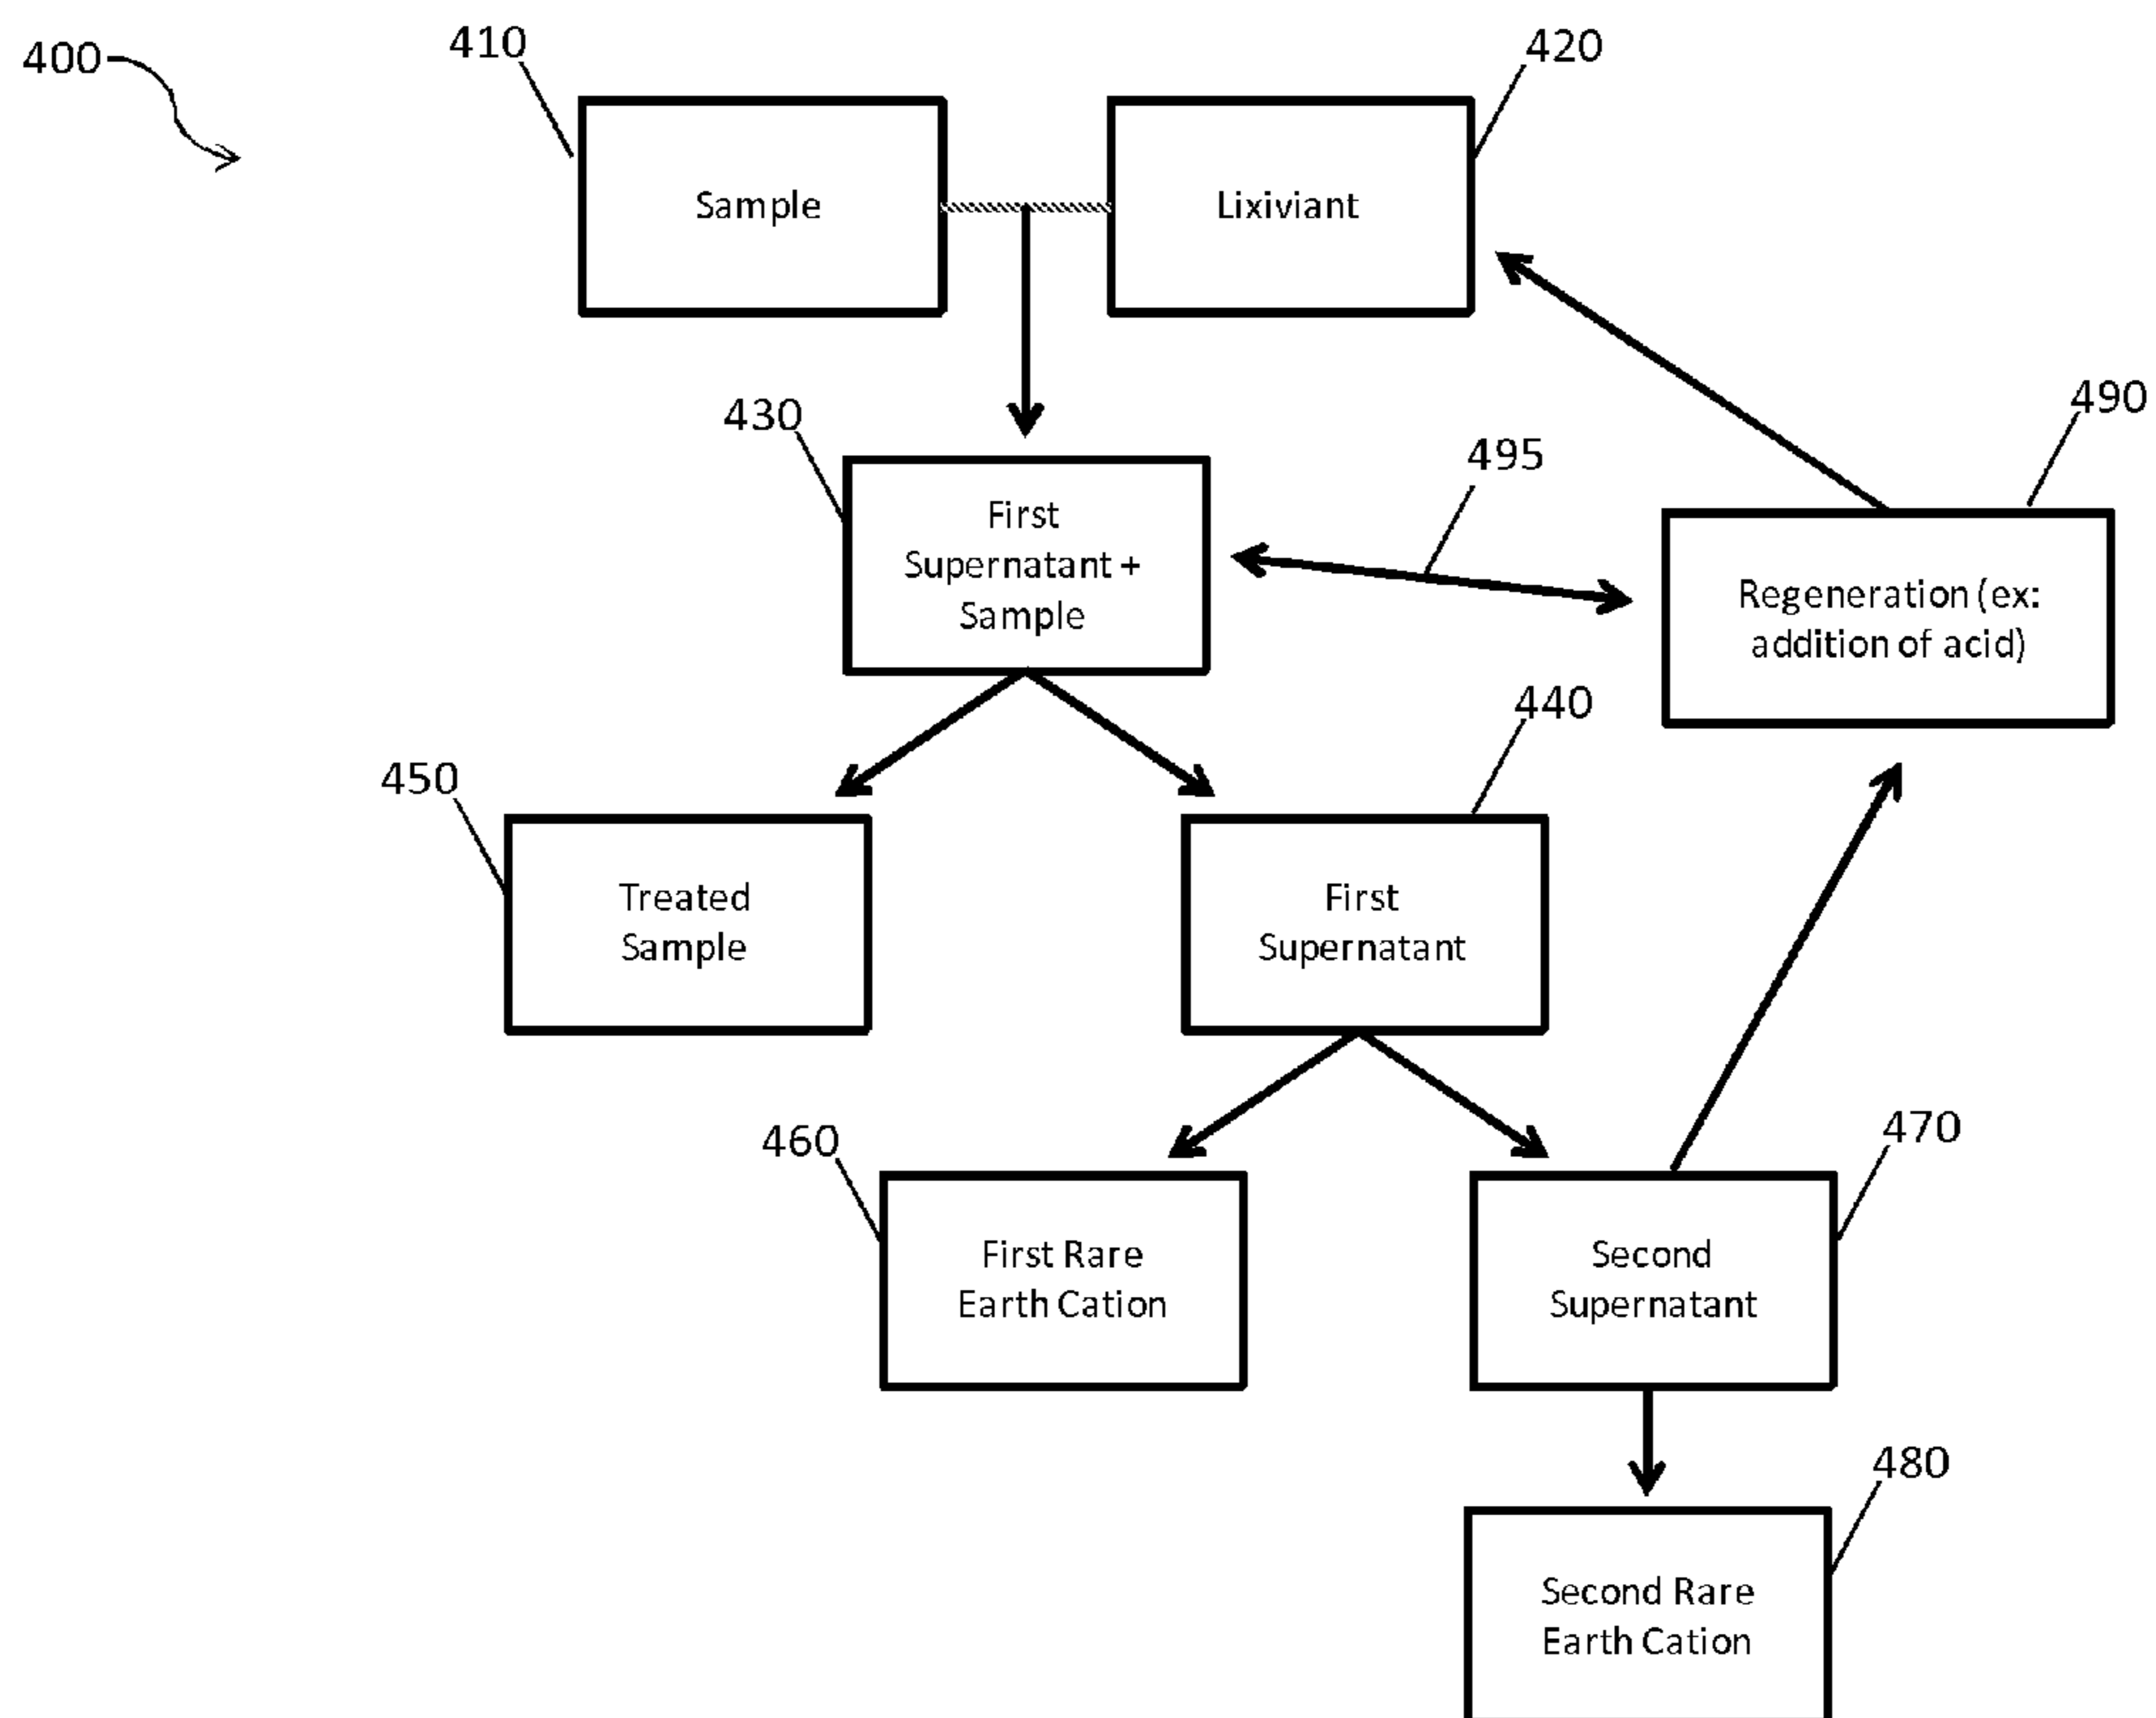 400
410
420
Sample
Lixiviant
430
495
490
First
Supernatant +
Sample
Regeneration (ex:
addition of acid)
440
450
Treated
Sample
First
Supernatant
460
470
First Rare
Earth Cation
Second
Supernatant
480
Second Rare
Earth Cation